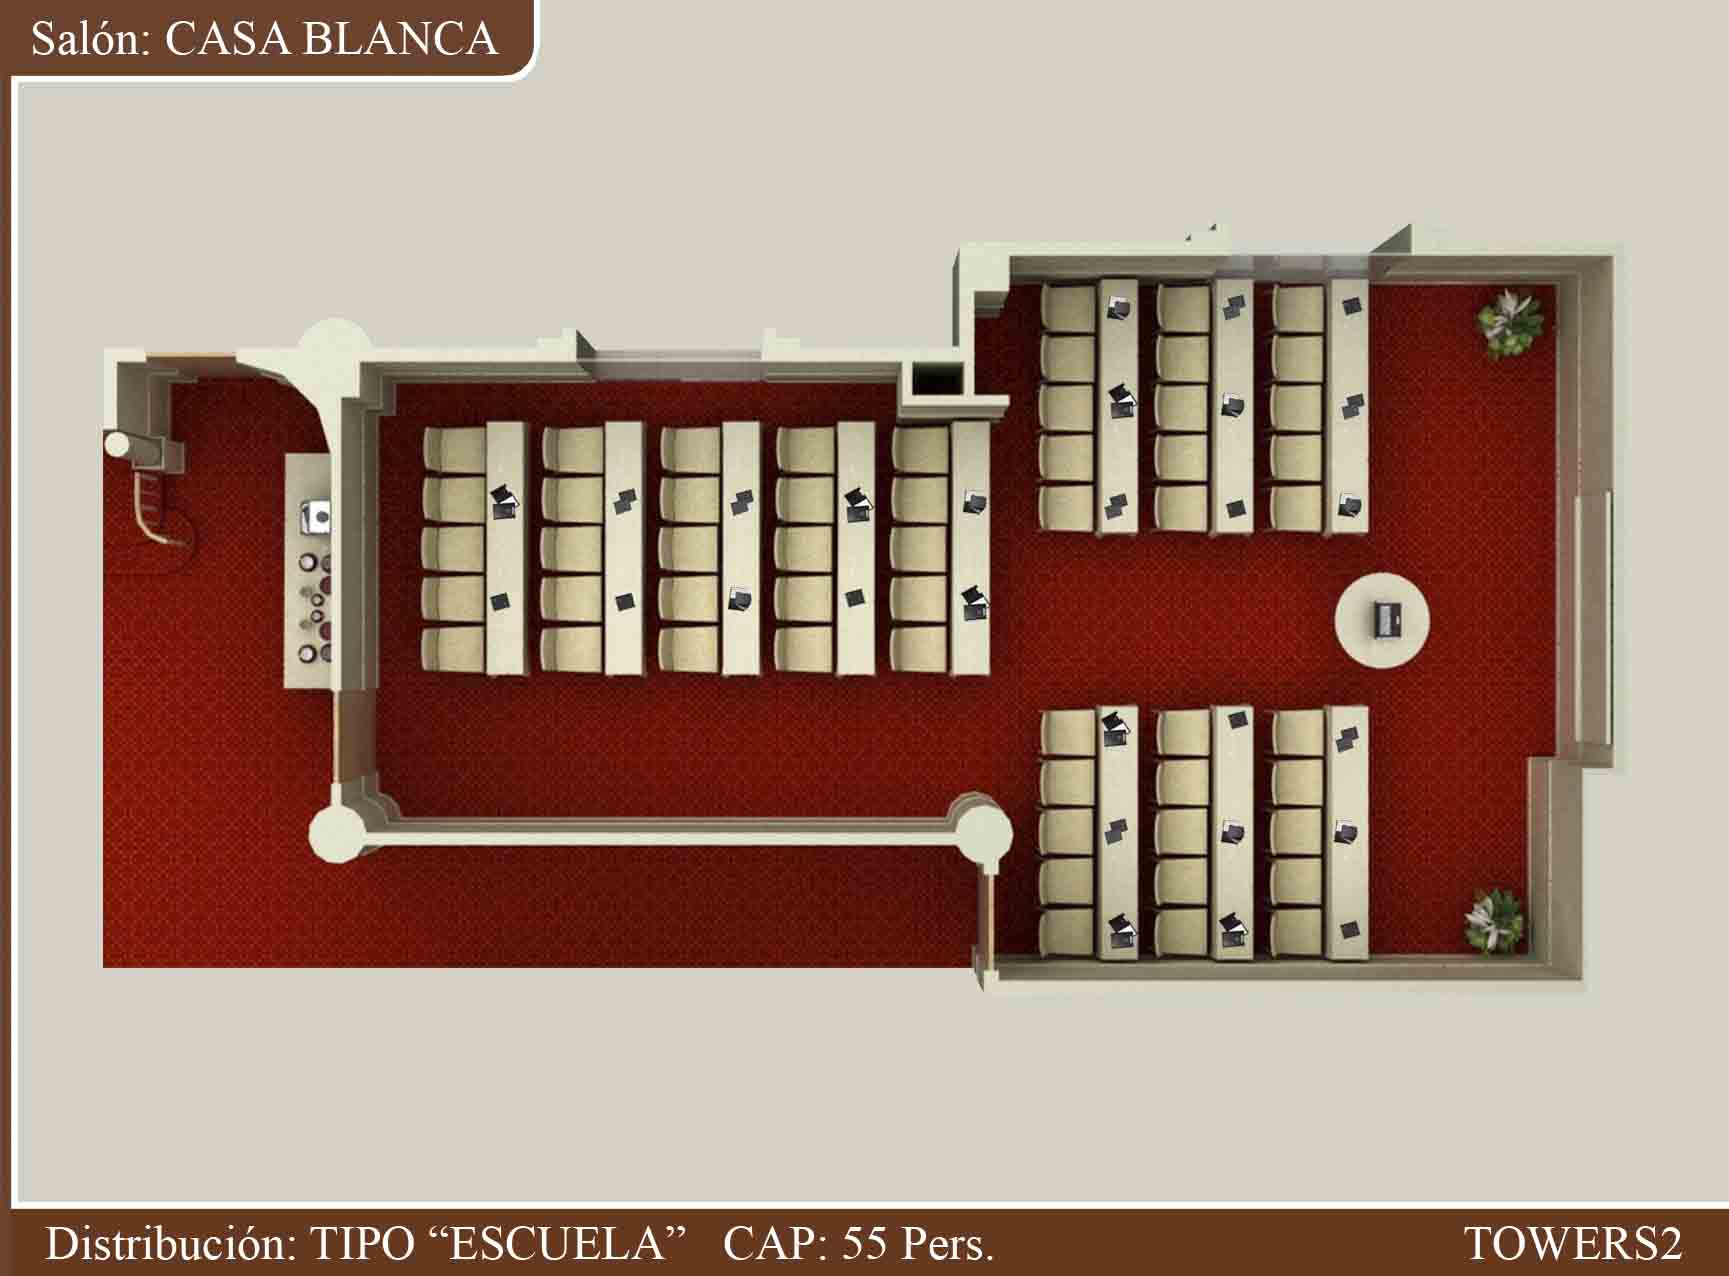 Salón: CASA BLANCA
Distribución: TIPO “ESCUELA” CAP: 55 Pers.
TOWERS2